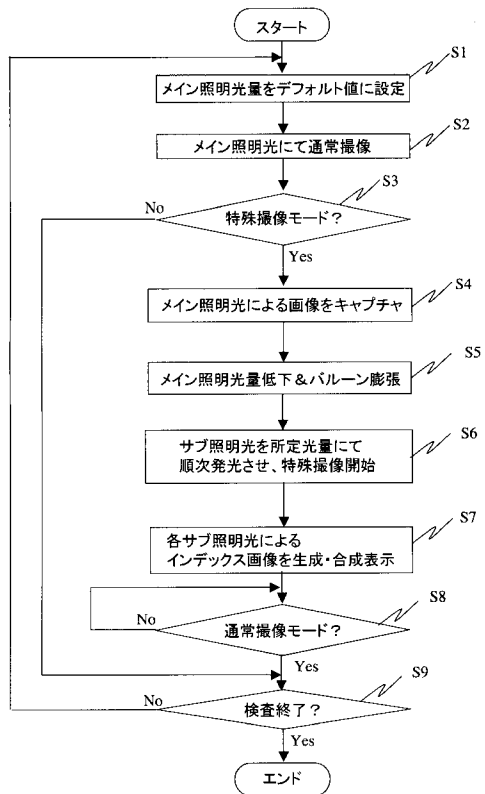 スタート
S1
メイン照明光量をデフォルト値に設定
S2
メイン照明光にて通常撮像
S3
No
特殊撮像モード?
Yes
S4
メイン照明光による画像をキャプチャ
S5
メイン照明光量低下&バルーン膨張
S6
サブ照明光を所定光量にて
順次発光させ、特殊撮像開始
S7
各サブ照明光による
インデックス画像を生成・合成表示
S8
No
通常撮像モード?
Yes
S9
No
検査終了?
Yes
エンド